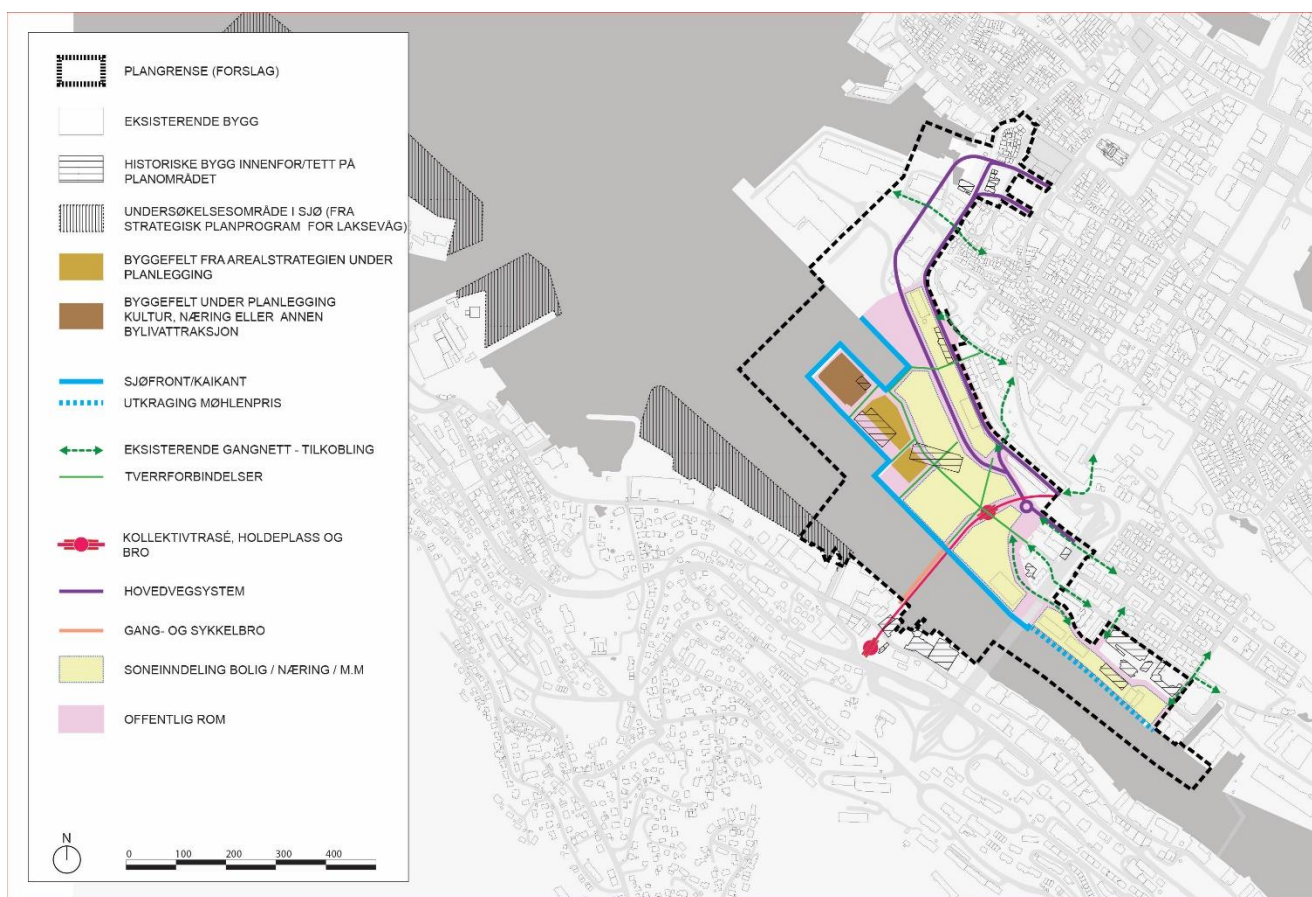 PLANGRENSE (FORSLAG)
EKSISTERENDE BYGG
HISTORISKE BYGG INNENFOR/TETT PÅ
PLANOMRÅDET
UNDERSØKELSESOMRÅDE I SJØ (FRA
STRATEGISK PLANPROGRAM FOR LAKSEVÅG)
BYGGEFELT FRA AREALSTRATEGIEN UNDER
PLANLEGGING
BYGGEFELT UNDER PLANLEGGING
KULTUR, NÆRING ELLER ANNEN
BYLIVATTRAKSJON
SJØFRONT/KAIKANT
UTKRAGING MØHLENPRIS
EKSISTERENDE GANGNETT - TILKOBLING
TVERRFORBINDELSER
KOLLEKTIVTRASÉ, HOLDEPLASS OG
BRO
HOVEDVEGSYSTEM
GANG- OG SYKKELBRO
SONEINNDELING BOLIG / NÆRING / M.M
OFFENTLIG ROM
N
0 100 200 300 400